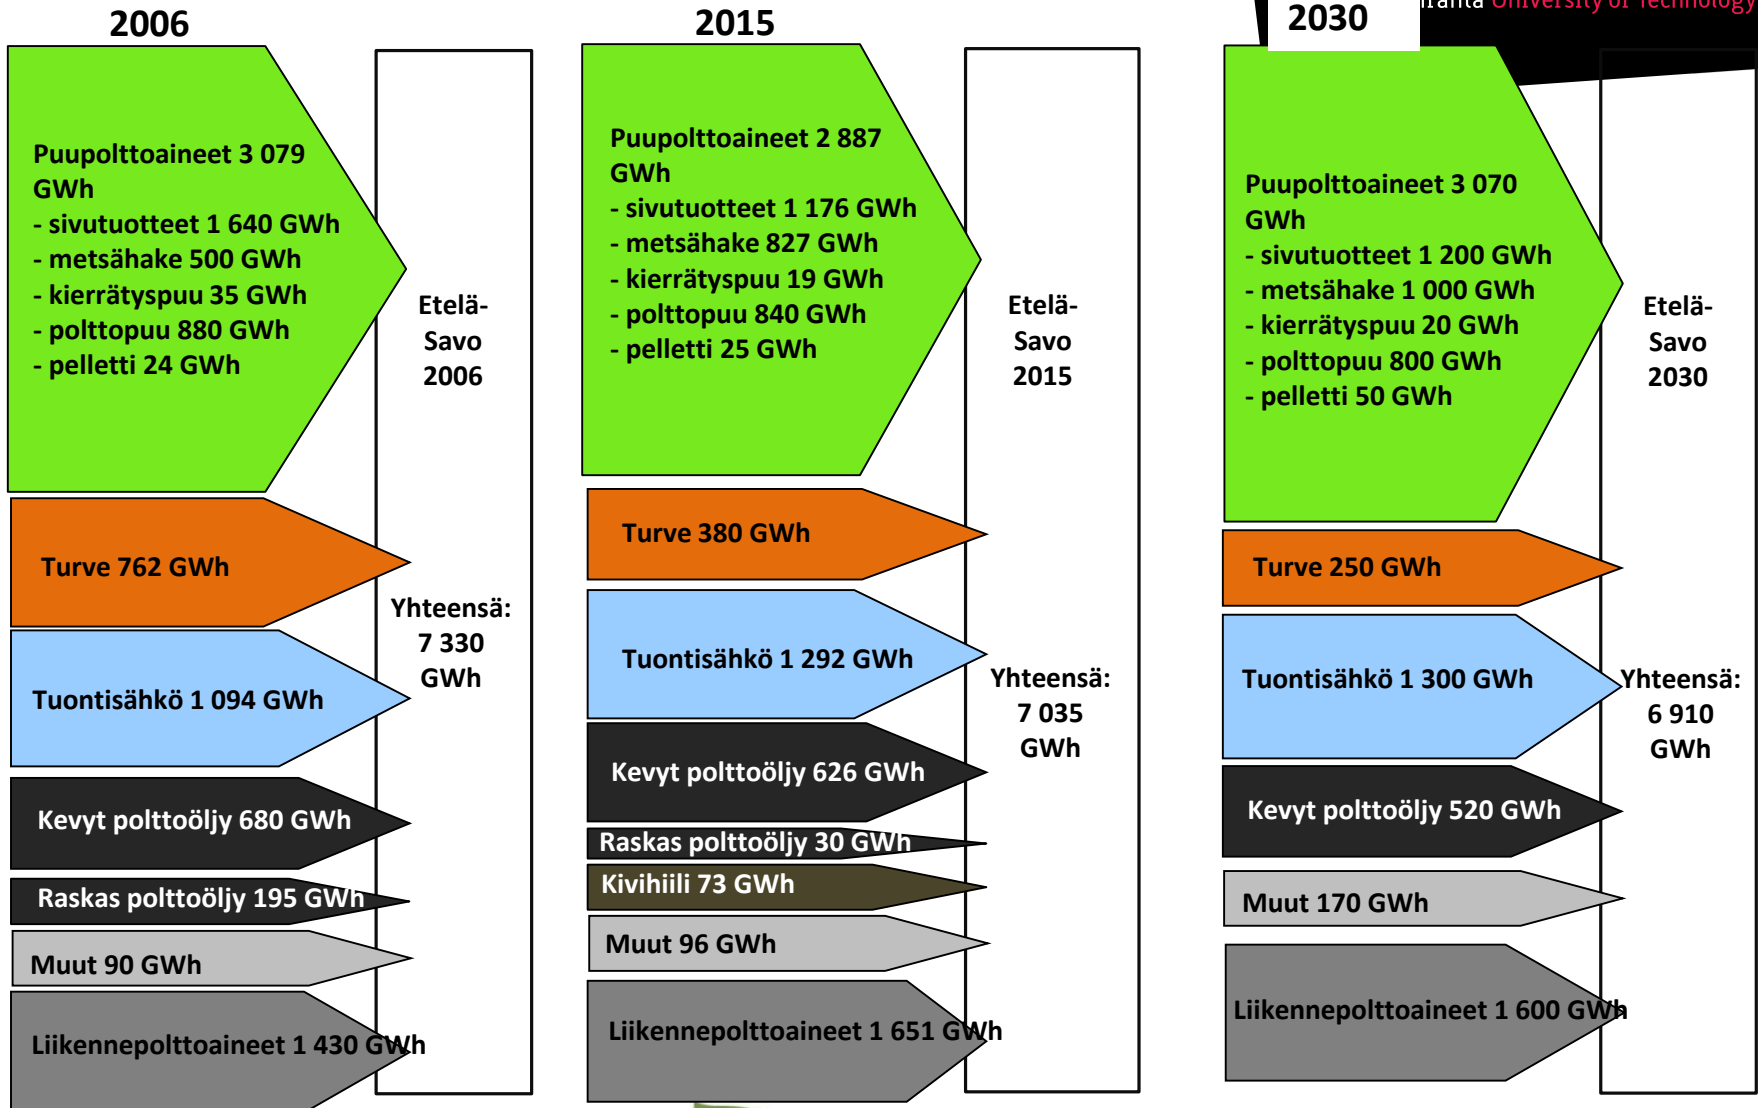 2006
Puupolttoaineet 3 079
GWh
- sivutuotteet 1 640 GWh
- metsähake 500 GWh
- kierrätyspuu 35 GWh
- polttopuu 880 GWh
- pelletti 24 GWh
Turve 762 GWh
Tuontisähkö 1 094 GWh
Kevyt polttoöljy 680 GWh
Raskas polttoöljy 195 GWh
Muut 90 GWh
Liikennepolttoaineet 1 430 GWh
Etelä-
Savo
2006
Yhteensä:
7 330
GWh
2015
Puupolttoaineet 2 887
GWh
- sivutuotteet 1 176 GWh
- metsähake 827 GWh
- kierrätyspuu 19 GWh
- polttopuu 840 GWh
- pelletti 25 GWh
Turve 380 GWh
Tuontisähkö 1 292 GWh
Kevyt polttoöljy 626 GWh
Raskas polttoöljy 30 GWh
Kivihiili 73 GWh
Muut 96 GWh
Liikennepolttoaineet 1 651 GWh
Etelä-
Savo
2015
Yhteensä:
7 035
GWh
University of Technology
2030
Puupolttoaineet 3 070
GWh
- sivutuotteet 1 200 GWh
- metsähake 1 000 GWh
- kierrätyspuu 20 GWh
- polttopuu 800 GWh
- pelletti 50 GWh
Turve 250 GWh
Tuontisähkö 1 300 GWh
Kevyt polttoöljy 520 GWh
Muut 170 GWh
Liikennepolttoaineet 1 600 GWh
Etelä-
Savo
2030
Yhteensä:
6 910
GWh